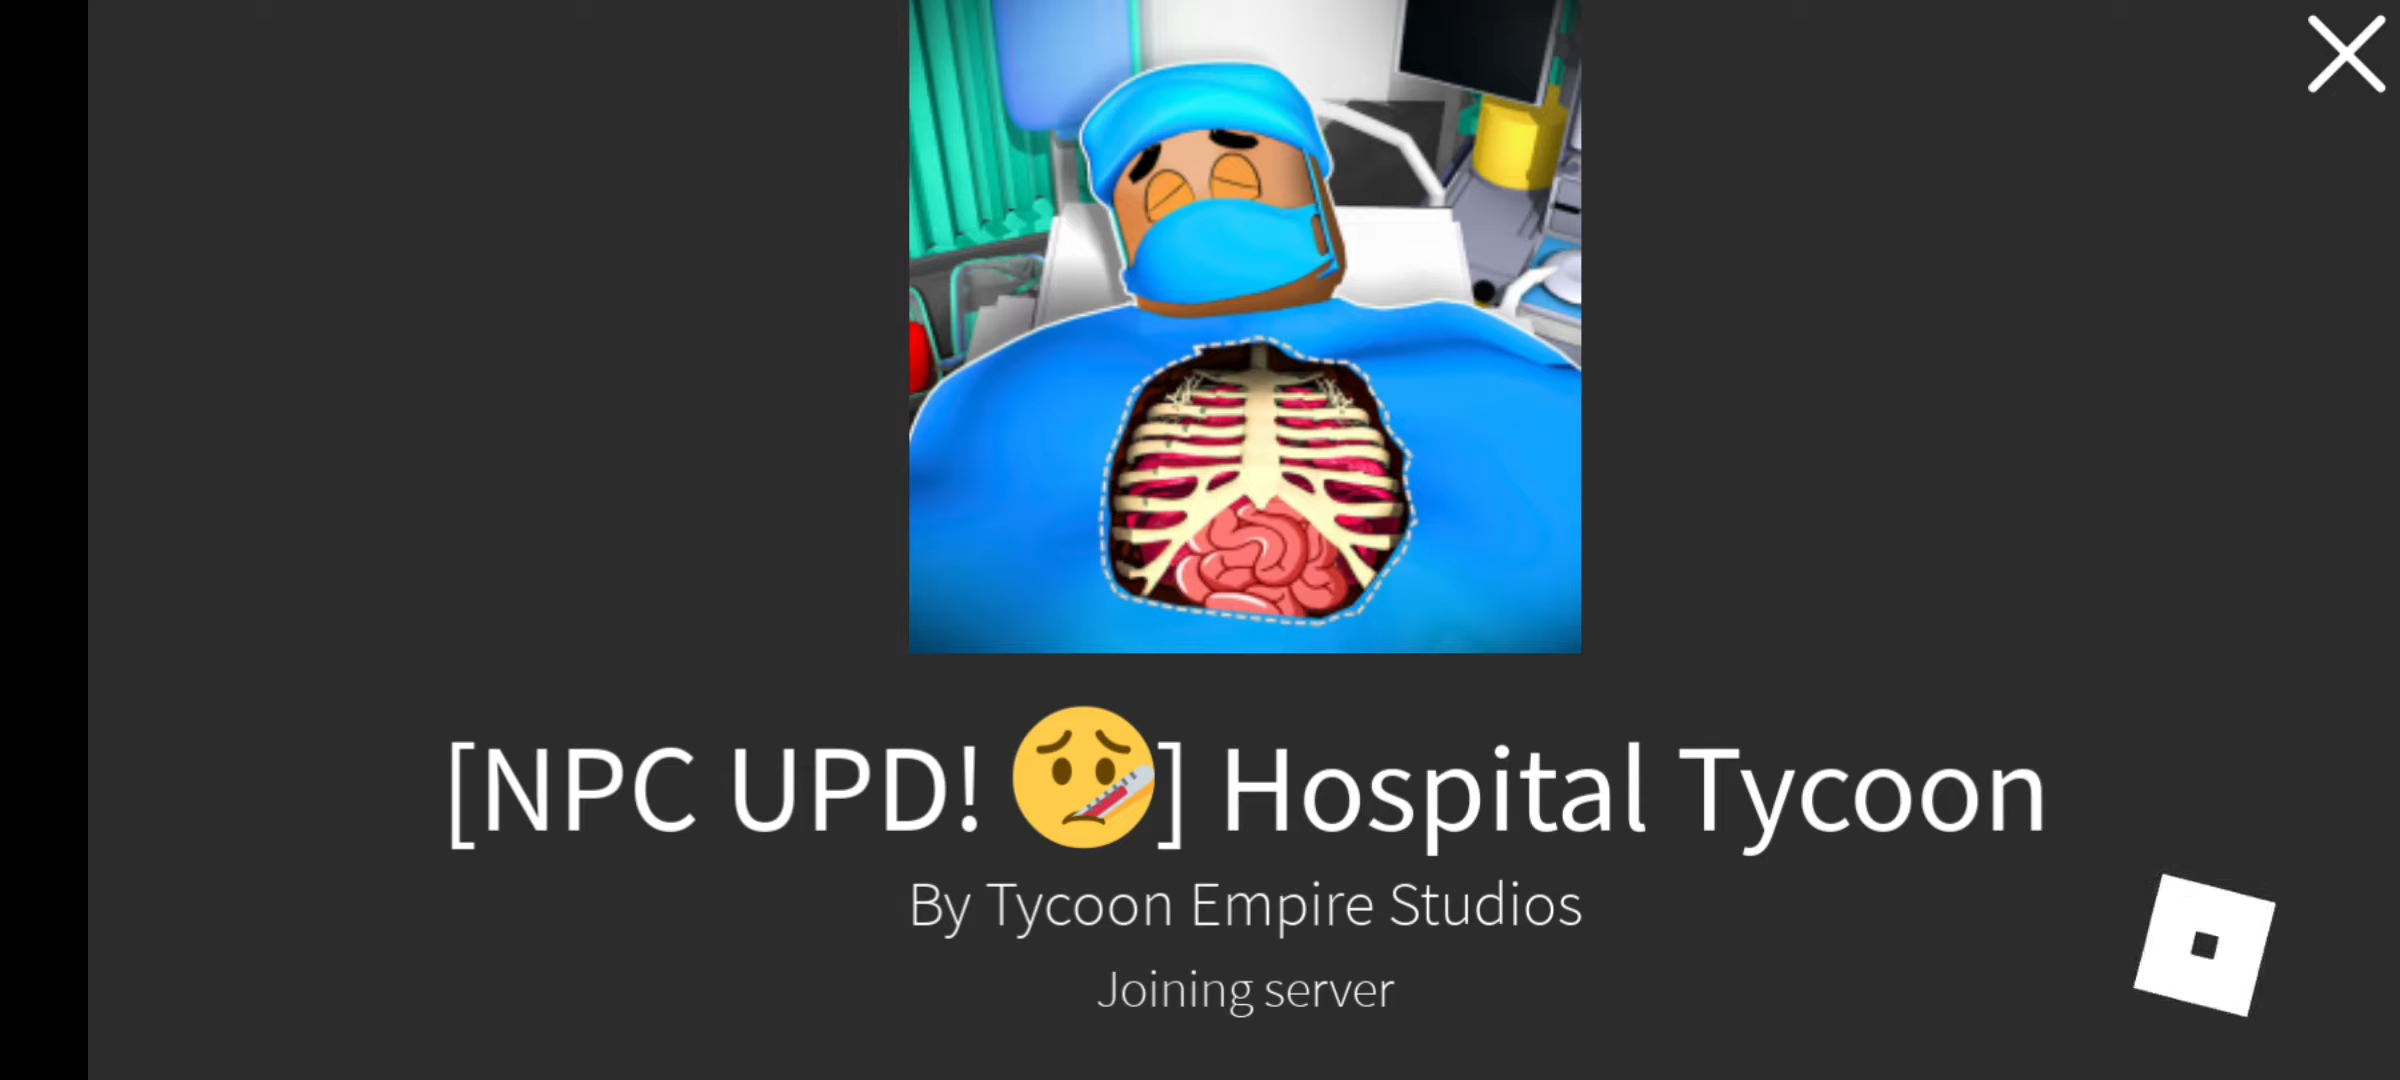 [NPC UPD! 🤒] Hospital Tycoon
By Tycoon Empire Studios
Joining server